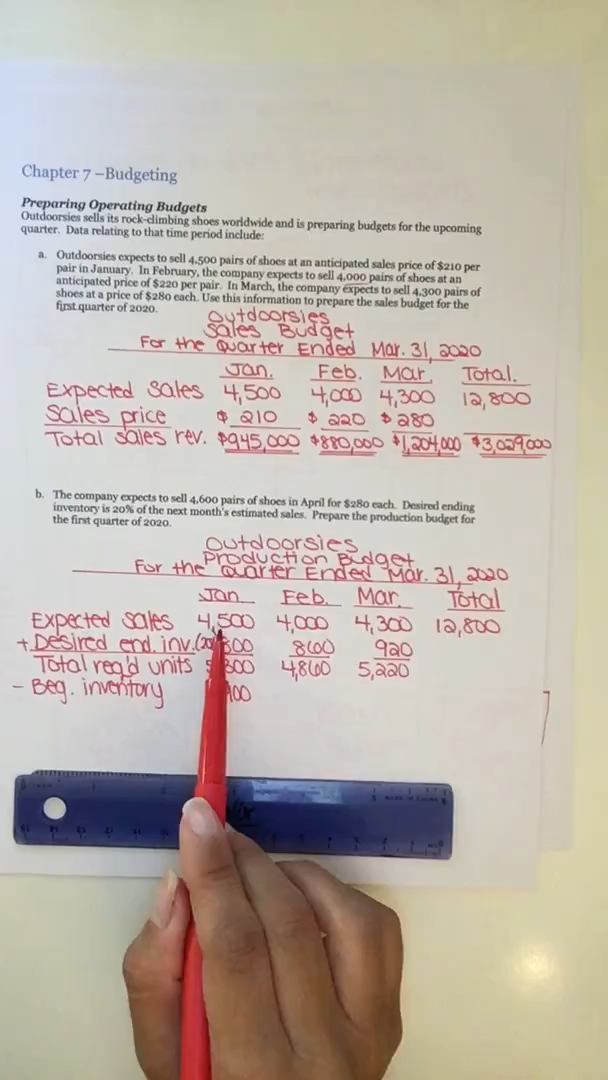 Chapter 7 –Budgeting
Preparing Operating Budgets
Outdoorsies sells its rock-climbing shoes worldwide and is preparing budgets for the upcoming
quarter. Data relating to that time period include:
a. Outdoorsies expects to sell 4,500 pairs of shoes at an anticipated sales price of $210 per
pair in January. In February, the company expects to sell 4,000 pairs of shoes at an
anticipated price of $220 per pair. In March, the company expects to sell 4,300 pairs of
shoes at a price of $280 each. Use this information to prepare the sales budget for the
first quarter of 2020.
Outdoorsies
Sales Budget
For the Quarter Ended Mar. 31, 2020
Jan. Feb. Mar. Total.
Expected Sales 4,500 4,000 4,300 12,800
Sales price $ 210 $ 220 $ 280
Total sales rev. $945,000 $880,000 $1,204,000 $3,029,000
b. The company expects to sell 4,600 pairs of shoes in April for $280 each. Desired ending
inventory is 20% of the next month's estimated sales. Prepare the production budget for
the first quarter of 2020.
Outdoorsies
Production Budget
For the Quarter Ended Mar. 31, 2020
Jan Feb. Mar. Total
Expected Sales 4,500 4,000 4,300 12,800
+ Desired end. inv. 860 920
Total req'd units 4,860 5,220
- Beg. inventory